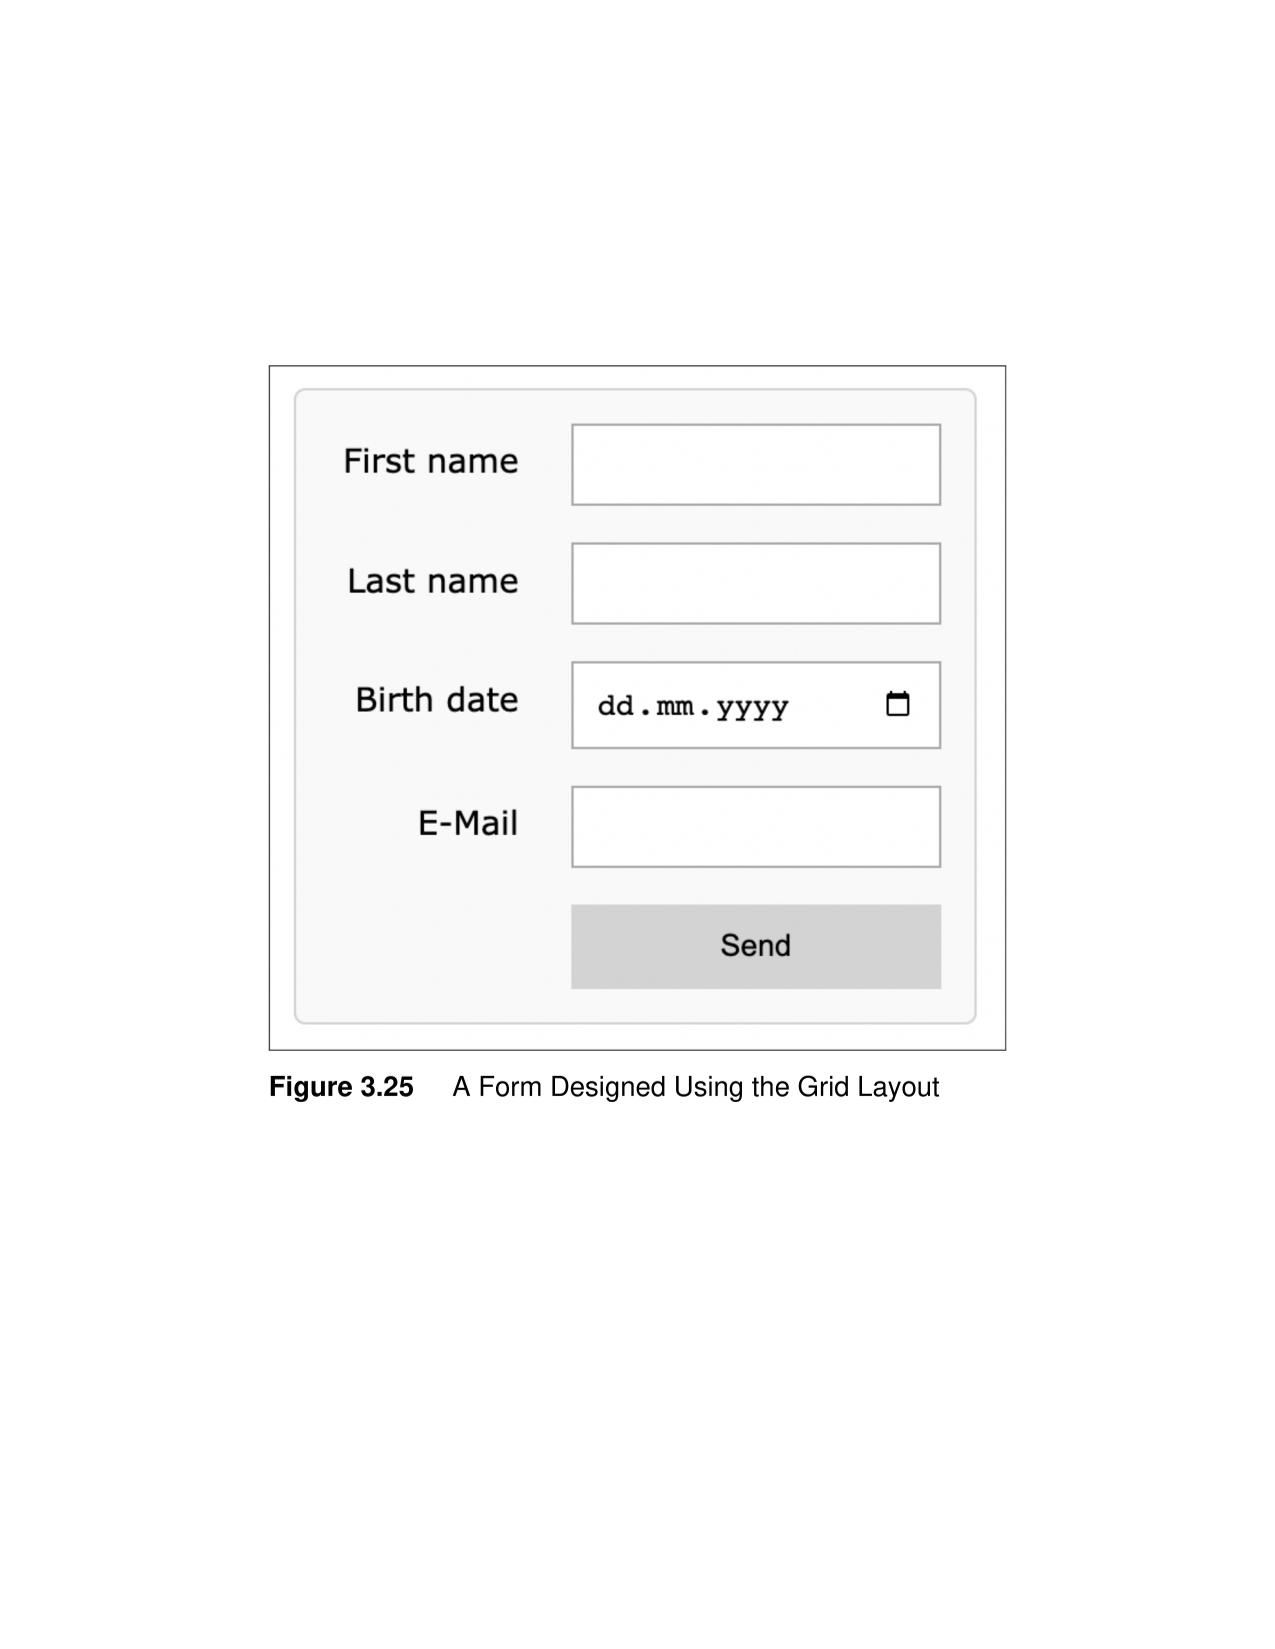 First name
Last name
Birth date dd.mm.yyyy
E-Mail
Send
Figure 3.25 A Form Designed Using the Grid Layout